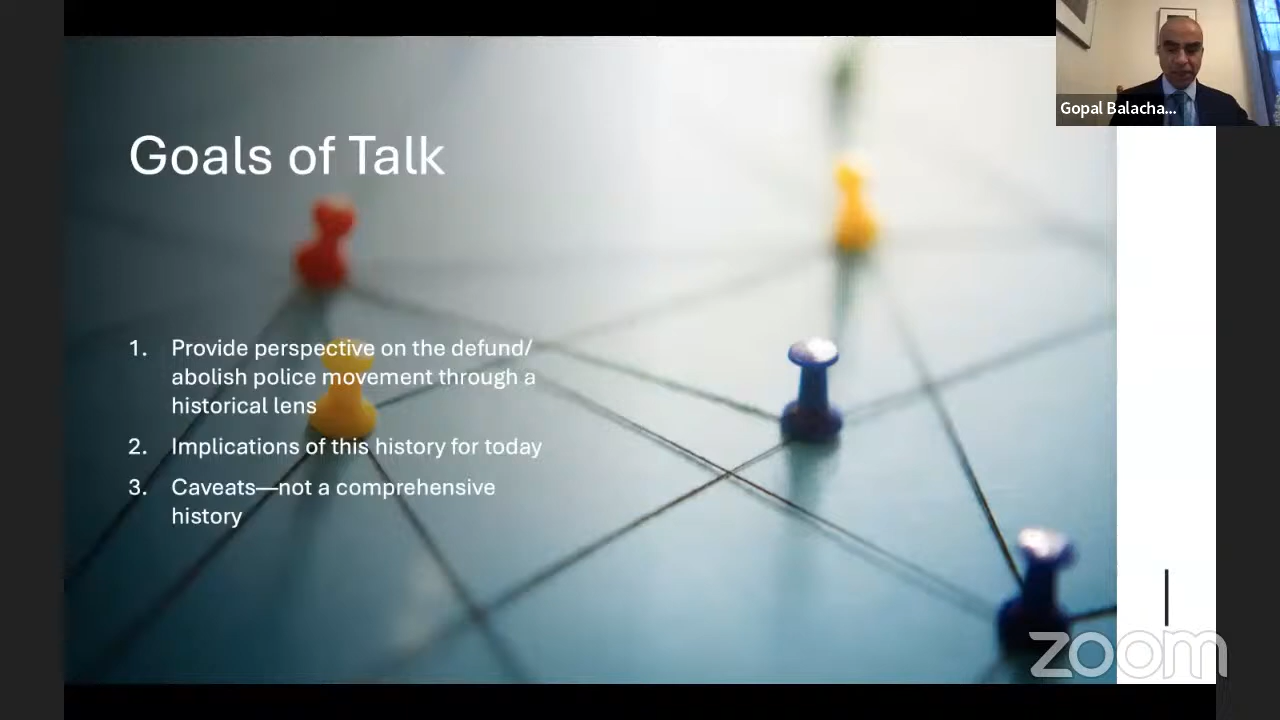 Gopal Balacha...
Goals of Talk
1. Provide perspective on the defund/
abolish police movement through a
historical lens
2. Implications of this history for today
3. Caveats—not a comprehensive
history
zoom